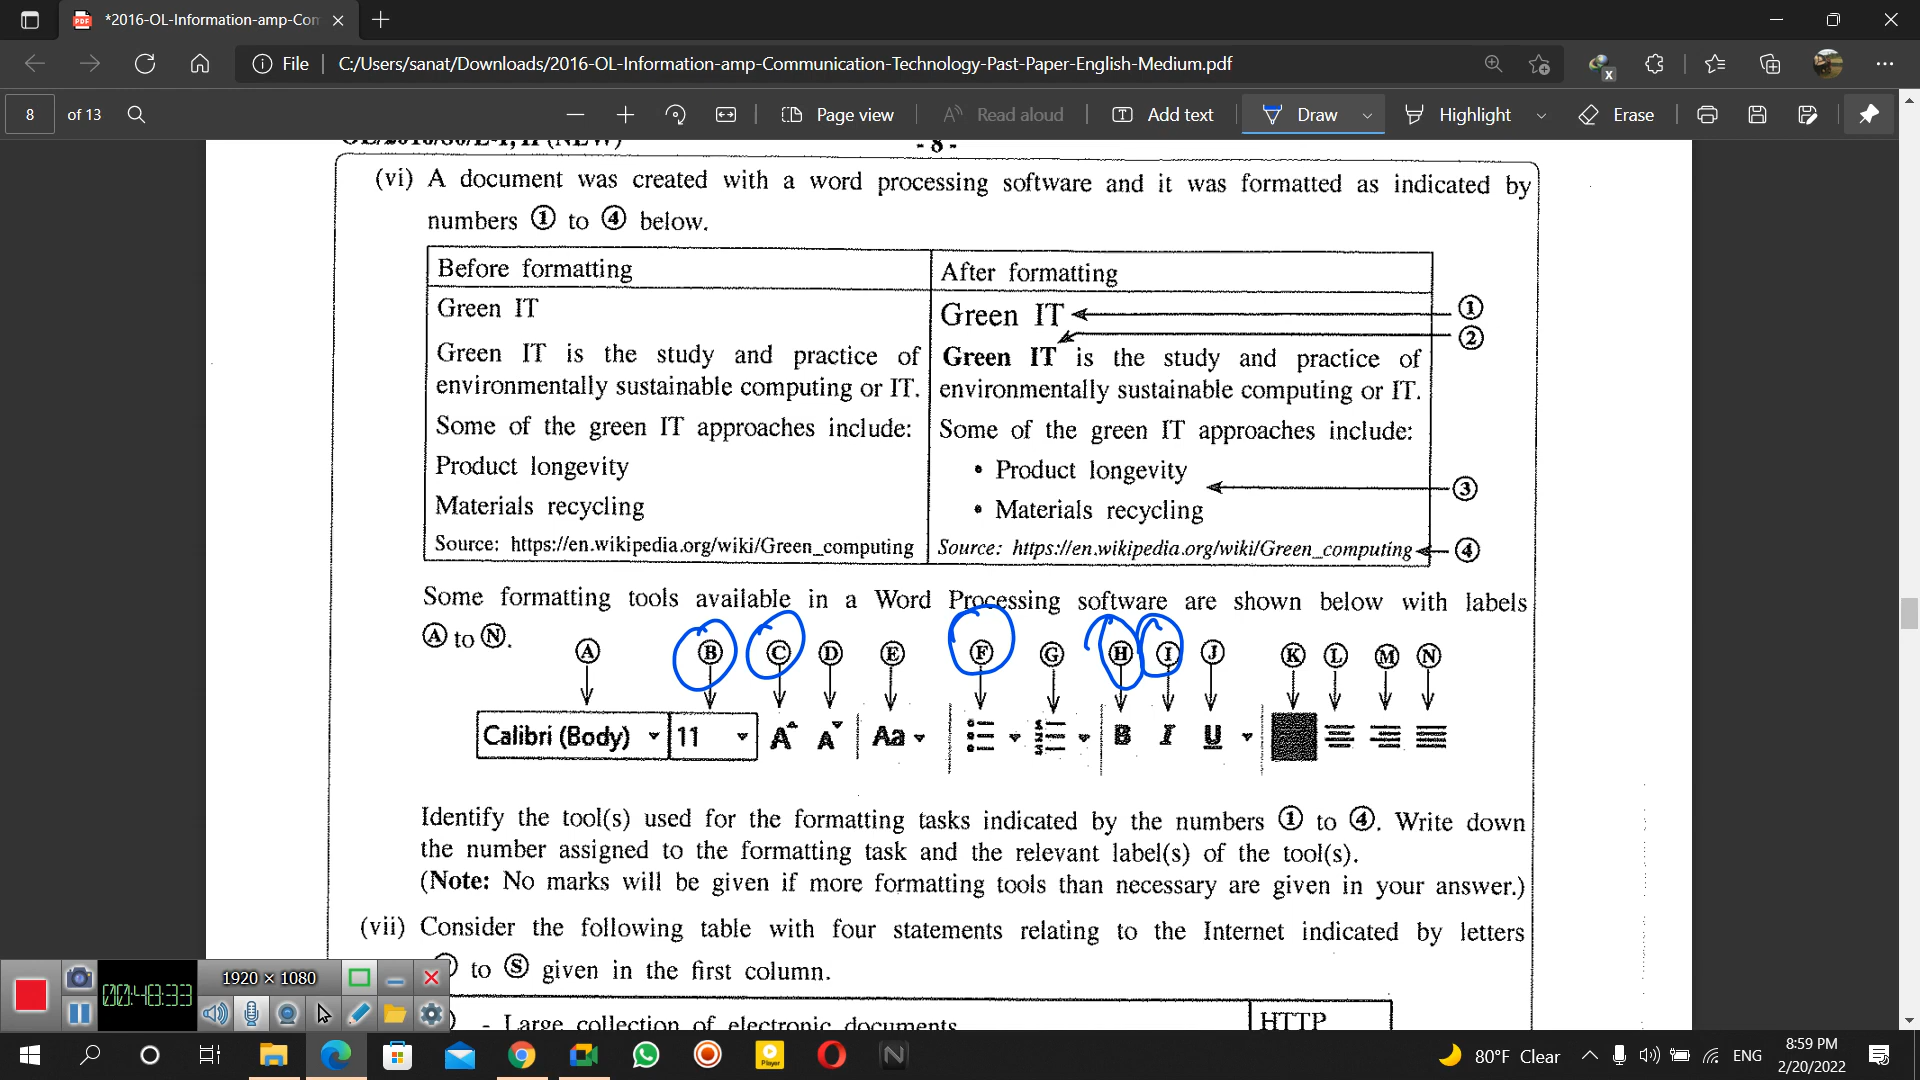 *2016-OL-Information-amp-Com
File
C:/Users/sanat/Downloads/2016-OL-Information-amp-Communication-Technology-Past-Paper-English-Medium.pdf
8 of 13
Page view
Read aloud
Add text
Draw
Highlight
Erase
- 8 -
(vi) A document was created with a word processing software and it was formatted as indicated by
numbers ① to ④ below.
Before formatting
Green IT
Green IT is the study and practice of
environmentally sustainable computing or IT.
Some of the green IT approaches include:
Product longevity
Materials recycling
Source: https://en.wikipedia.org/wiki/Green_computing
After formatting
Green IT
①
②
Green IT is the study and practice of
environmentally sustainable computing or IT.
Some of the green IT approaches include:
• Product longevity
③
• Materials recycling
Source: https://en.wikipedia.org/wiki/Green_computing
④
Some formatting tools available in a Word Processing software are shown below with labels
Ⓐ to Ⓝ.
Ⓐ Ⓑ Ⓒ Ⓓ Ⓔ Ⓕ Ⓖ Ⓗ Ⓘ Ⓙ Ⓚ Ⓛ Ⓜ Ⓝ
Calibri (Body) 11 A A Aa B I U
Identify the tool(s) used for the formatting tasks indicated by the numbers ① to ④. Write down
the number assigned to the formatting task and the relevant label(s) of the tool(s).
(Note: No marks will be given if more formatting tools than necessary are given in your answer.)
(vii) Consider the following table with four statements relating to the Internet indicated by letters
to Ⓢ given in the first column.
- Large collection of electronic documents
HTTP
1920 × 1080
00:48:33
80°F Clear
ENG
8:59 PM
2/20/2022